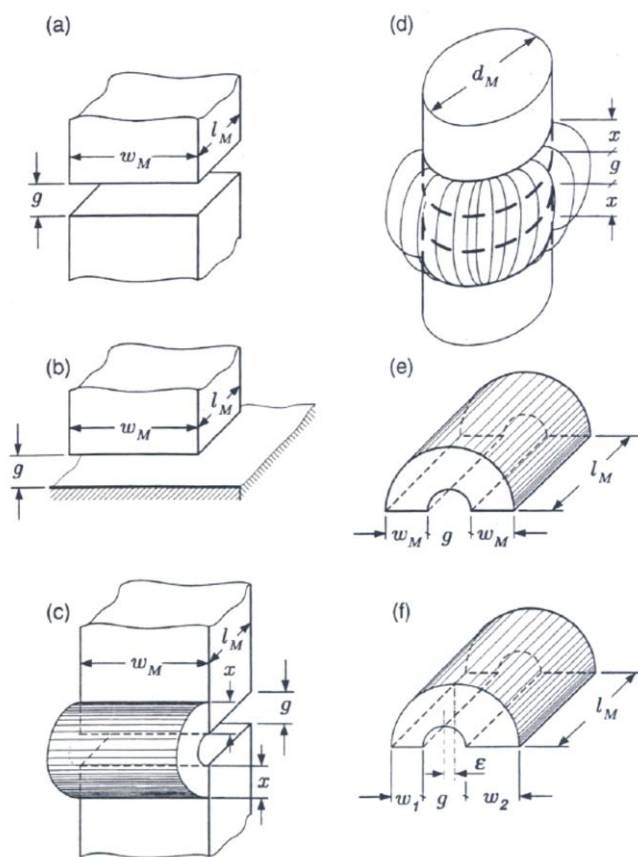 (a)
w_M
l_M
g
(b)
w_M
l_M
g
(c)
w_M
l_M
x
g
x
(d)
d_M
x
g
x
(e)
l_M
w_M g w_M
(f)
l_M
ε
w_1 g w_2